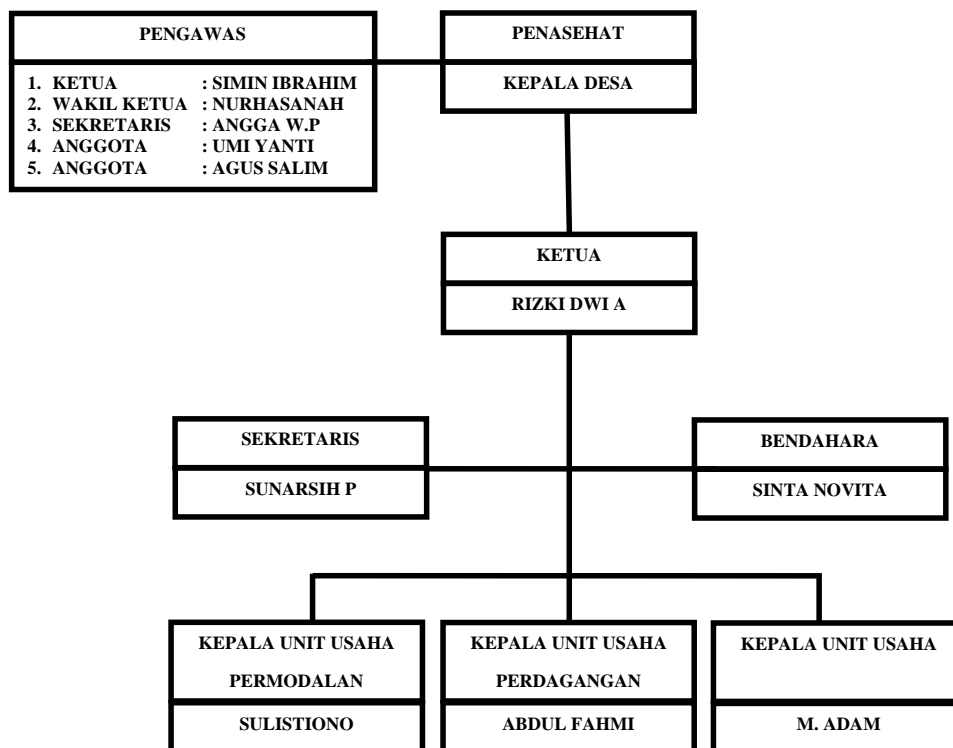 PENGAWAS
1. KETUA : SIMIN IBRAHIM
2. WAKIL KETUA : NURHASANAH
3. SEKRETARIS : ANGGA W.P
4. ANGGOTA : UMI YANTI
5. ANGGOTA : AGUS SALIM
PENASEHAT
KEPALA DESA
KETUA
RIZKI DWI A
SEKRETARIS
SUNARSIH P
BENDAHARA
SINTA NOVITA
KEPALA UNIT USAHA
PERMODALAN
SULISTIONO
KEPALA UNIT USAHA
PERDAGANGAN
ABDUL FAHMI
KEPALA UNIT USAHA
M. ADAM